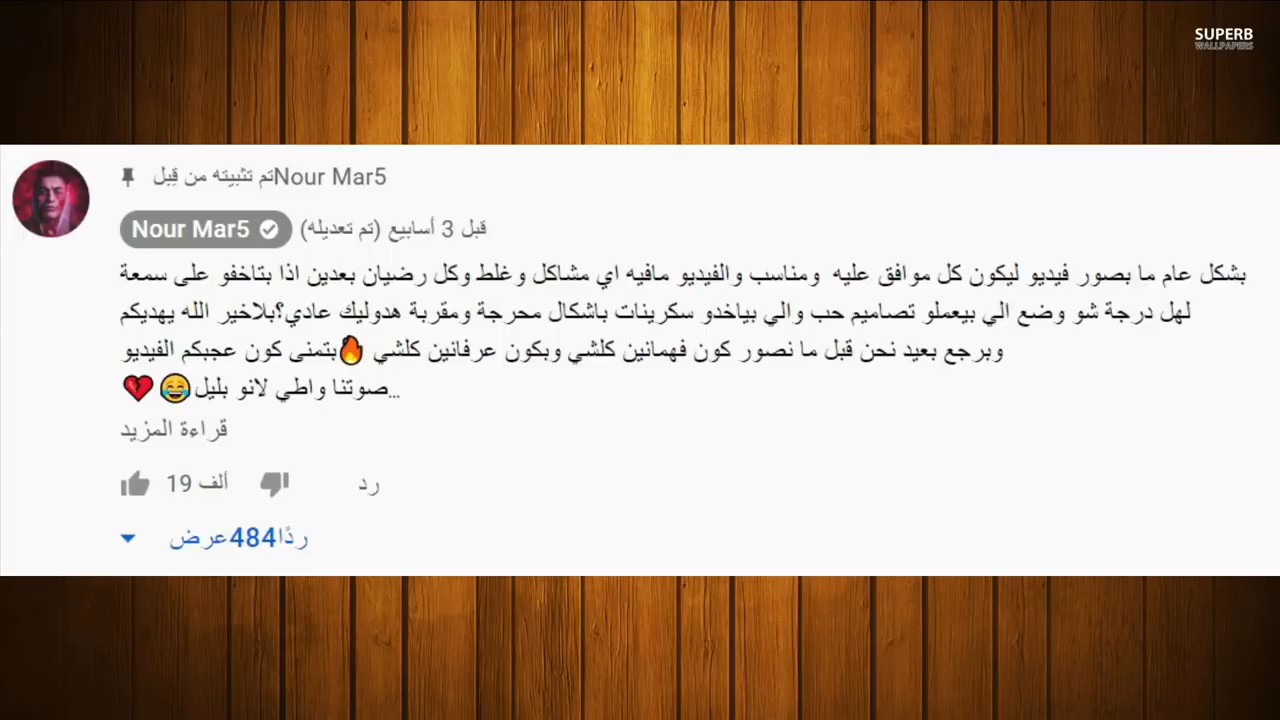 SUPERB
WALLPAPERS
تم تثبيته من قِبل Nour Mar5
Nour Mar5 قبل 3 أسابيع (تم تعديله)
بشكل عام ما بصور فيديو ليكون كل موافق عليه ومناسب والفيديو مافيه اي مشاكل وغلط وكل رضيان بعدين اذا بتاخفو على سمعة
لهل درجة شو وضع الي بيعملو تصاميم حب والي بياخدو سكرينات باشكال محرجة ومقربة هدوليك عادي؟بلاخير الله يهديكم
وبرجع بعيد نحن قبل ما نصور كون فهمانين كلشي وبكون عرفانين كلشي 🔥بتمنى كون عجبكم الفيديو
صوتنا واطي لانو بليل😂💔...
قراءة المزيد
19 ألف رد
عرض 484 ردًا